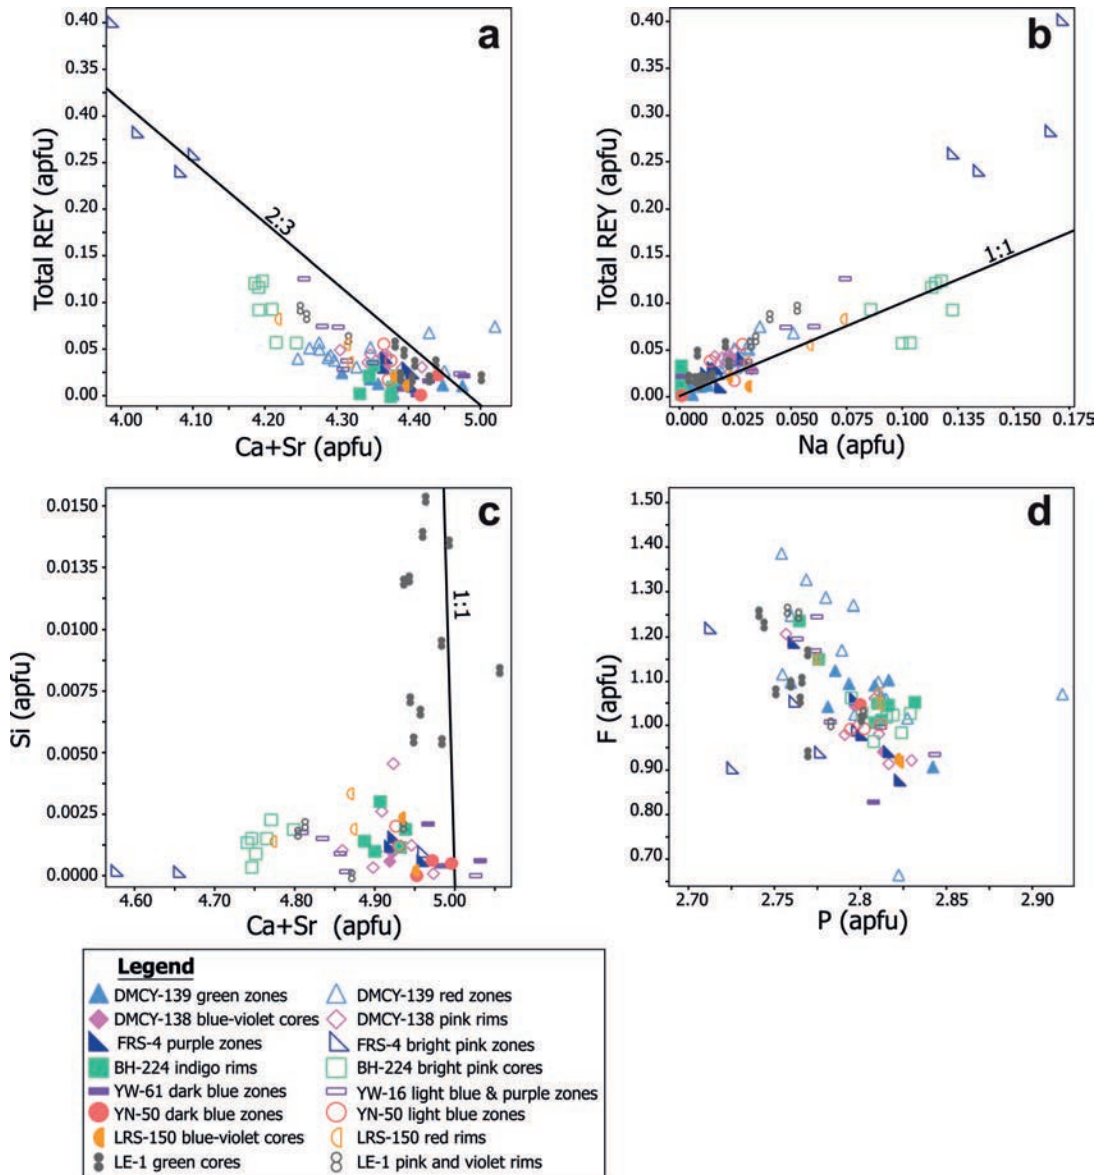 a
Total REY (apfu)
0.40
0.30
0.40
0.25
0.20
0.15
0.10
0.05
0.00
2:3
4.00 4.10 4.20 4.30 4.40 5.00
Ca+Sr (apfu)
b
Total REY (apfu)
0.40
0.35
0.30
0.25
0.20
0.15
0.10
0.05
0.00
1:1
0.000 0.025 0.050 0.075 0.100 0.135 0.150 0.175
Na (apfu)
c
Si (apfu)
0.0150
0.0135
0.0100
0.0075
0.0050
0.0025
0.0000
1:1
4.60 4.70 4.80 4.90 5.00
Ca+Sr (apfu)
d
F (apfu)
1.50
1.40
1.30
1.20
1.10
1.00
0.90
0.80
0.70
2.70 2.75 2.80 2.85 2.90
P (apfu)
Legend
DMCY-139 green zones DMCY-139 red zones
DMCY-138 blue-violet cores DMCY-138 pink rims
FRS-4 purple zones FRS-4 bright pink zones
BH-224 indigo rims BH-224 bright pink cores
YW-61 dark blue zones YW-16 light blue & purple zones
YN-50 dark blue zones YN-50 light blue zones
LRS-150 blue-violet cores LRS-150 red rims
LE-1 green cores LE-1 pink and violet rims